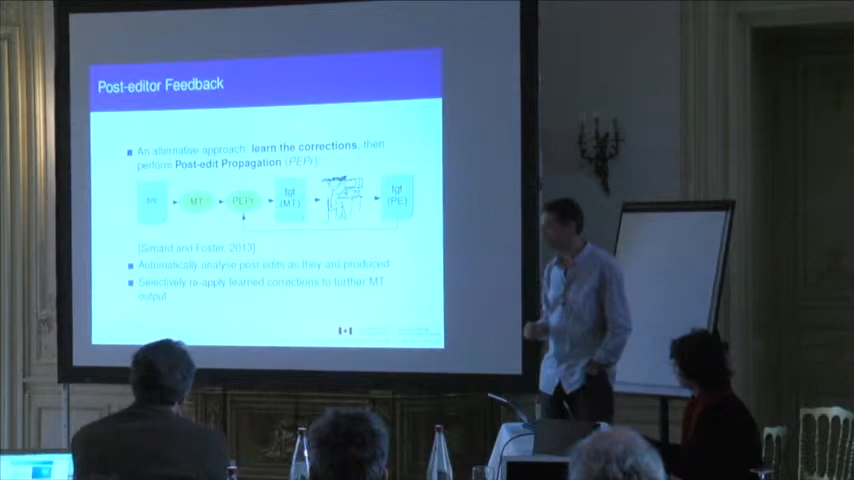 Post-editor Feedback
An alternative approach: learn the corrections, then
perform Post-edit Propagation (PEPr):
src
MT
PEPr
tgt
(MT)
tgt
(PE)
[Simard and Foster, 2013]
Automatically analyse post-edits as they are produced
Selectively re-apply learned corrections to further MT
output